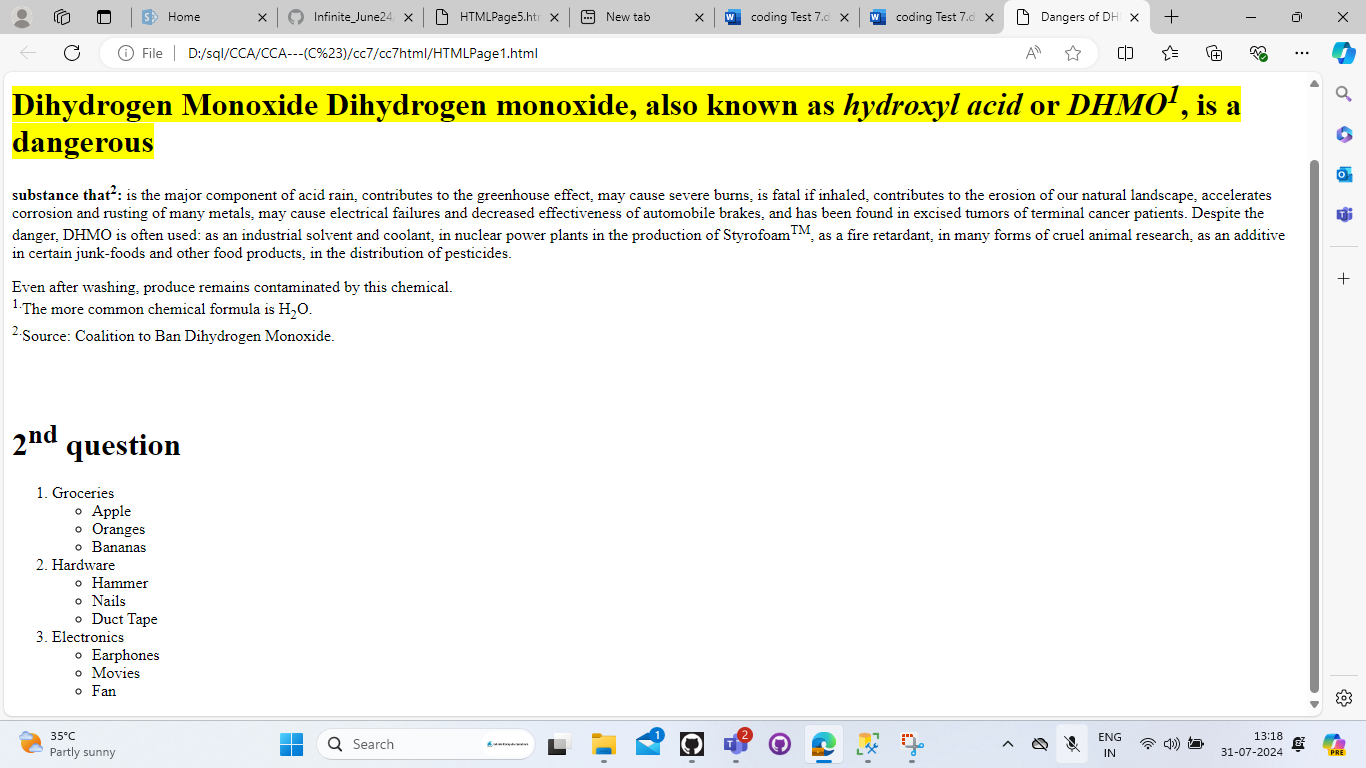 Home
Infinite_June24
HTMLPage5.ht
New tab
coding Test 7.d
coding Test 7.d
Dangers of DH
File
D:/sql/CCA/CCA---(C%23)/cc7/cc7html/HTMLPage1.html
Dihydrogen Monoxide Dihydrogen monoxide, also known as hydroxyl acid or DHMO1, is a
dangerous
substance that2: is the major component of acid rain, contributes to the greenhouse effect, may cause severe burns, is fatal if inhaled, contributes to the erosion of our natural landscape, accelerates
corrosion and rusting of many metals, may cause electrical failures and decreased effectiveness of automobile brakes, and has been found in excised tumors of terminal cancer patients. Despite the
danger, DHMO is often used: as an industrial solvent and coolant, in nuclear power plants in the production of StyrofoamTM, as a fire retardant, in many forms of cruel animal research, as an additive
in certain junk-foods and other food products, in the distribution of pesticides.
Even after washing, produce remains contaminated by this chemical.
1.The more common chemical formula is H2O.
2.Source: Coalition to Ban Dihydrogen Monoxide.
2nd question
1. Groceries
Apple
Oranges
Bananas
2. Hardware
Hammer
Nails
Duct Tape
3. Electronics
Earphones
Movies
Fan
35°C
Partly sunny
Search
1
2
ENG
IN
13:18
31-07-2024
PRE